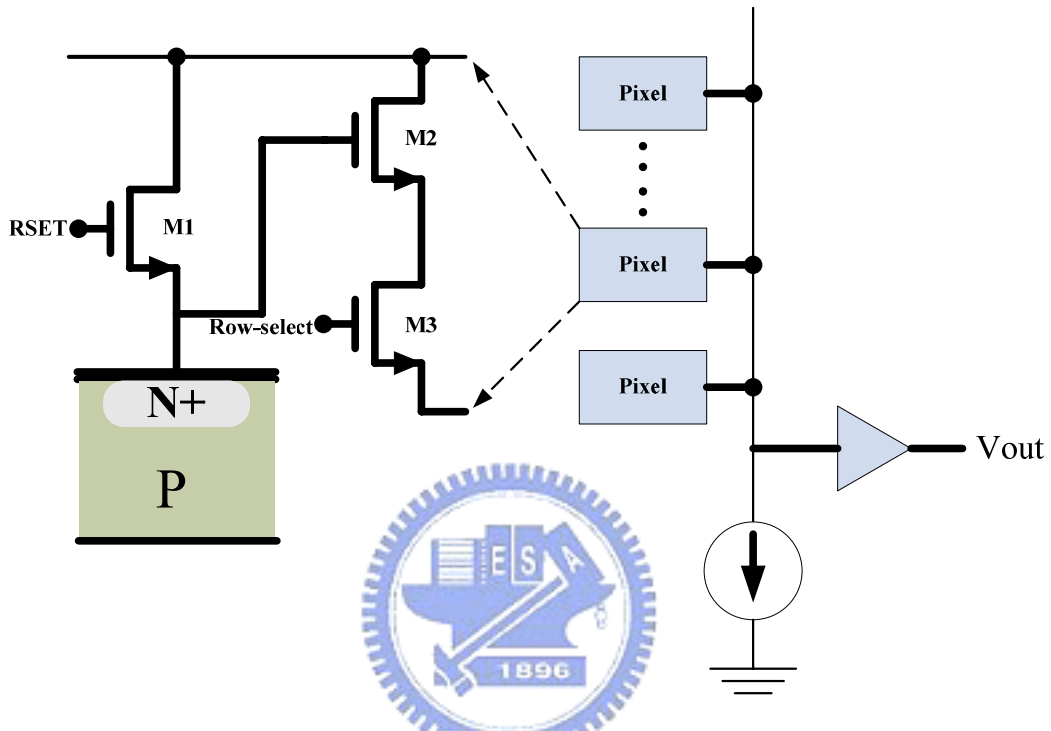 RSET
M1
M2
Row-select
M3
N+
P
Pixel
Pixel
Pixel
Vout
E S A
1896